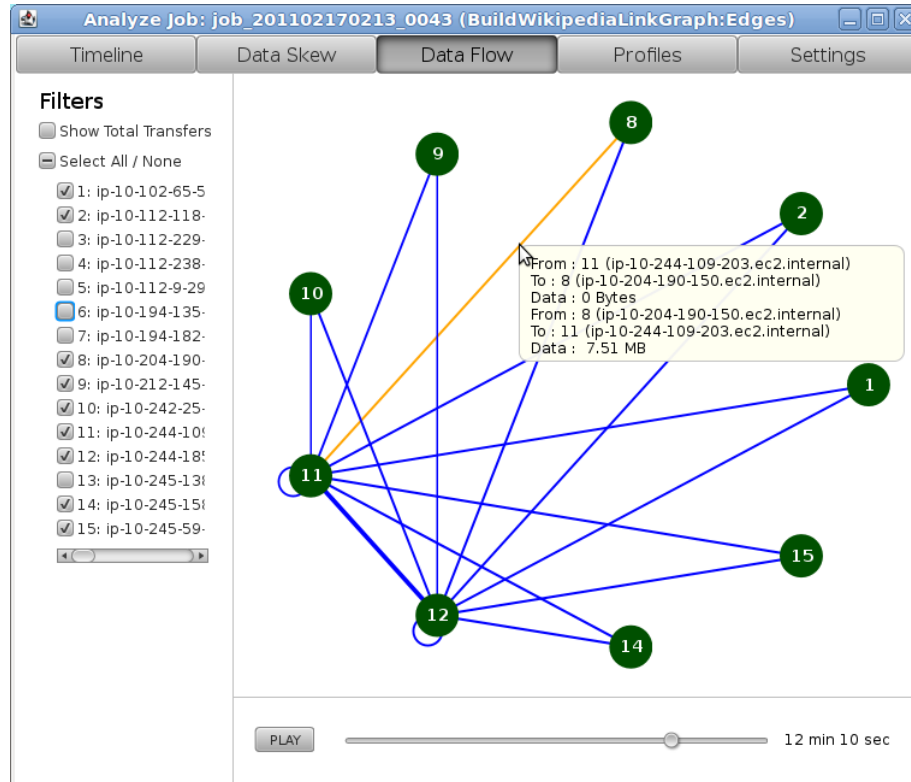 Analyze Job: job_201102170213_0043 (BuildWikipediaLinkGraph:Edges)
Timeline
Data Skew
Data Flow
Profiles
Settings
Filters
Show Total Transfers
Select All / None
1: ip-10-102-65-5
2: ip-10-112-118-
3: ip-10-112-229-
4: ip-10-112-238-
5: ip-10-112-9-29
6: ip-10-194-135-
7: ip-10-194-182-
8: ip-10-204-190-
9: ip-10-212-145-
10: ip-10-242-25-
11: ip-10-244-109
12: ip-10-244-185
13: ip-10-245-138
14: ip-10-245-158
15: ip-10-245-59-
8
9
2
10
From : 11 (ip-10-244-109-203.ec2.internal)
To : 8 (ip-10-204-190-150.ec2.internal)
Data : 0 Bytes
From : 8 (ip-10-204-190-150.ec2.internal)
To : 11 (ip-10-244-109-203.ec2.internal)
Data : 7.51 MB
1
11
15
12
14
PLAY
12 min 10 sec